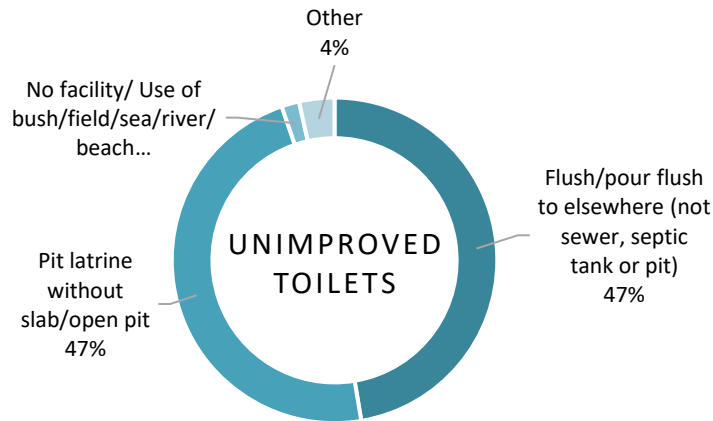 Other
4%
No facility/ Use of
bush/field/sea/river/
beach...
Flush/pour flush
to elsewhere (not
sewer, septic
tank or pit)
47%
UNIMPROVED
TOILETS
Pit latrine
without
slab/open pit
47%